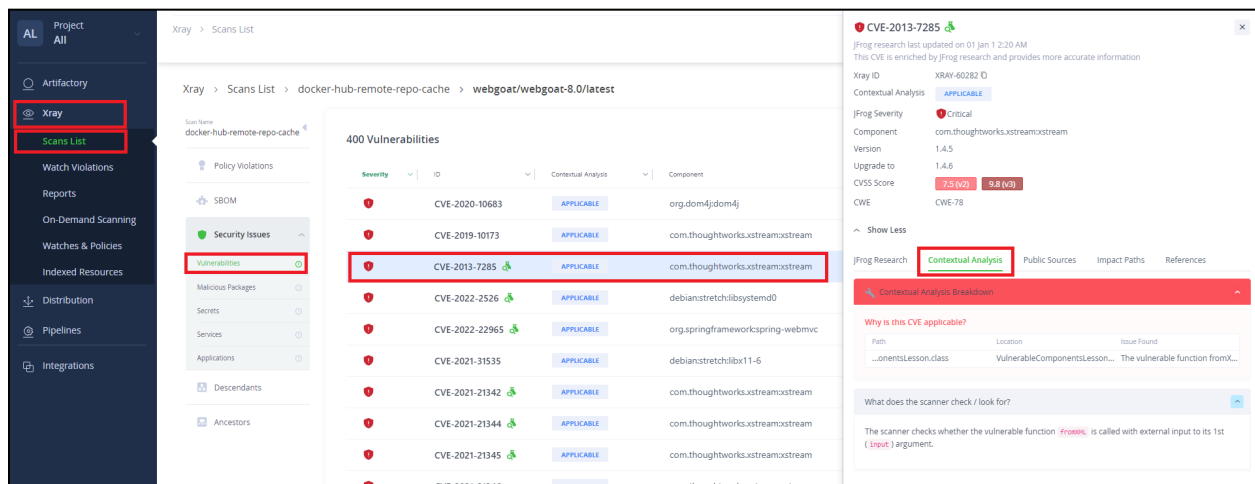 AL
Project
All
Artifactory
Xray
Scans List
Watch Violations
Reports
On-Demand Scanning
Watches & Policies
Indexed Resources
Distribution
Pipelines
Integrations
Xray > Scans List
Xray > Scans List > docker-hub-remote-repo-cache > webgoat/webgoat-8.0/latest
Scan Name
docker-hub-remote-repo-cache
Policy Violations
SBOM
Security Issues
Vulnerabilities
Malicious Packages
Secrets
Services
Applications
Descendants
Ancestors
400 Vulnerabilities
Severity ID Contextual Analysis Component
CVE-2020-10683 APPLICABLE org.dom4j:dom4j
CVE-2019-10173 APPLICABLE com.thoughtworks.xstream:xstream
CVE-2013-7285 APPLICABLE com.thoughtworks.xstream:xstream
CVE-2022-2526 APPLICABLE debian:stretch:libsystemd0
CVE-2022-22965 APPLICABLE org.springframework:spring-webmvc
CVE-2021-31535 APPLICABLE debian:stretch:libx11-6
CVE-2021-21342 APPLICABLE com.thoughtworks.xstream:xstream
CVE-2021-21344 APPLICABLE com.thoughtworks.xstream:xstream
CVE-2021-21345 APPLICABLE com.thoughtworks.xstream:xstream
CVE-2013-7285
JFrog research last updated on 01 Jan 1 2:20 AM
This CVE is enriched by JFrog research and provides more accurate information
Xray ID XRAY-60282
Contextual Analysis APPLICABLE
JFrog Severity Critical
Component com.thoughtworks.xstream:xstream
Version 1.4.5
Upgrade to 1.4.6
CVSS Score 7.5 (v2) 9.8 (v3)
CWE CWE-78
Show Less
JFrog Research Contextual Analysis Public Sources Impact Paths References
Contextual Analysis Breakdown
Why is this CVE applicable?
Path Location Issue Found
...onentsLesson.class VulnerableComponentsLesson... The vulnerable function fromX...
What does the scanner check / look for?
The scanner checks whether the vulnerable function fromXML is called with external input to its 1st
( input ) argument.